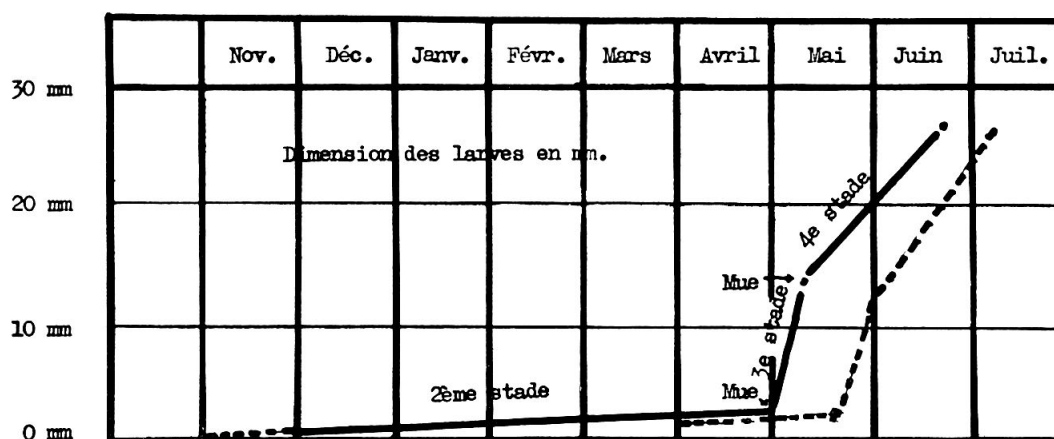 Nov. Déc. Janv. Févr. Mars Avril Mai Juin Juil.
30 mm
Dimension des larves en mm.
20 mm
4e stade
Mue
10 mm
3e stade
2ème stade
Mue
0 mm